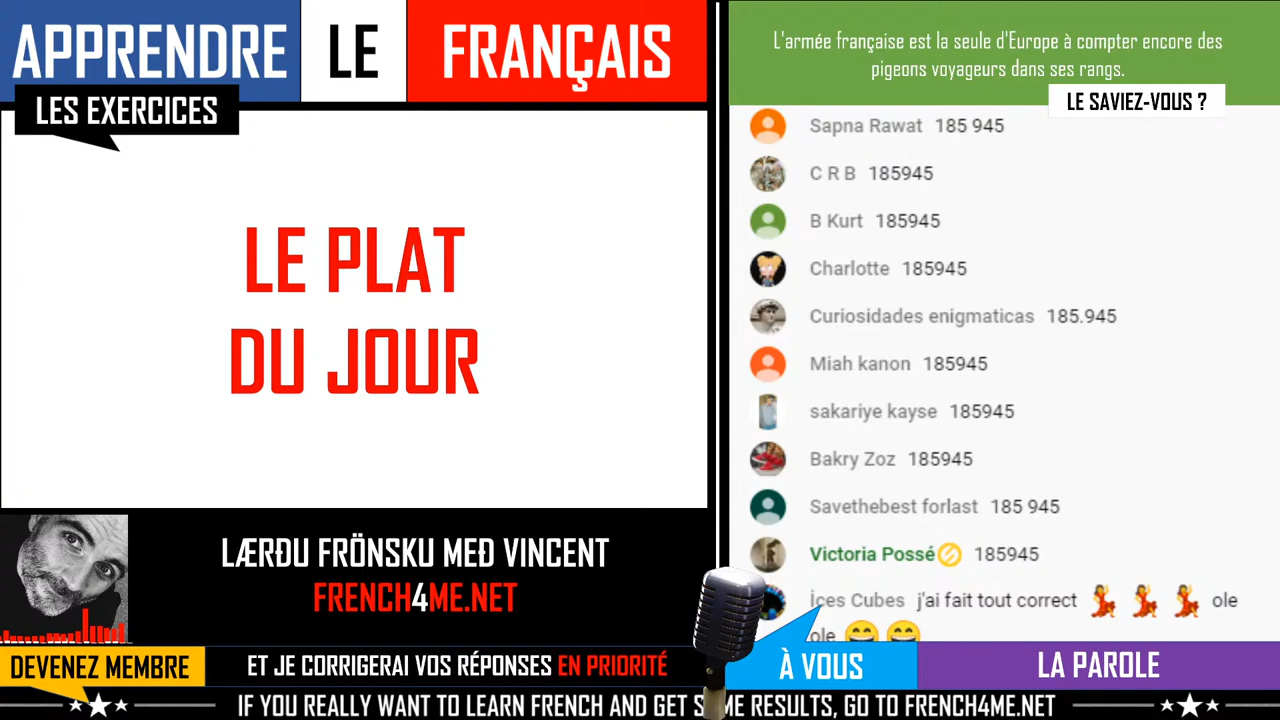 APPRENDRE LE FRANÇAIS
LES EXERCICES
LE PLAT
DU JOUR
LÆRÐU FRÖNSKU MEÐ VINCENT
FRENCH4ME.NET
DEVENEZ MEMBRE
ET JE CORRIGERAI VOS RÉPONSES EN PRIORITÉ
L'armée française est la seule d'Europe à compter encore des
pigeons voyageurs dans ses rangs.
LE SAVIEZ-VOUS ?
Sapna Rawat 185 945
C R B 185945
B Kurt 185945
Charlotte 185945
Curiosidades enigmaticas 185.945
Miah kanon 185945
sakariye kayse 185945
Bakry Zoz 185945
Savethebest forlast 185 945
Victoria Possé 185945
İces Cubes j'ai fait tout correct 💃 💃 💃 ole
ole 😄 😄
À VOUS
LA PAROLE
IF YOU REALLY WANT TO LEARN FRENCH AND GET SOME RESULTS, GO TO FRENCH4ME.NET